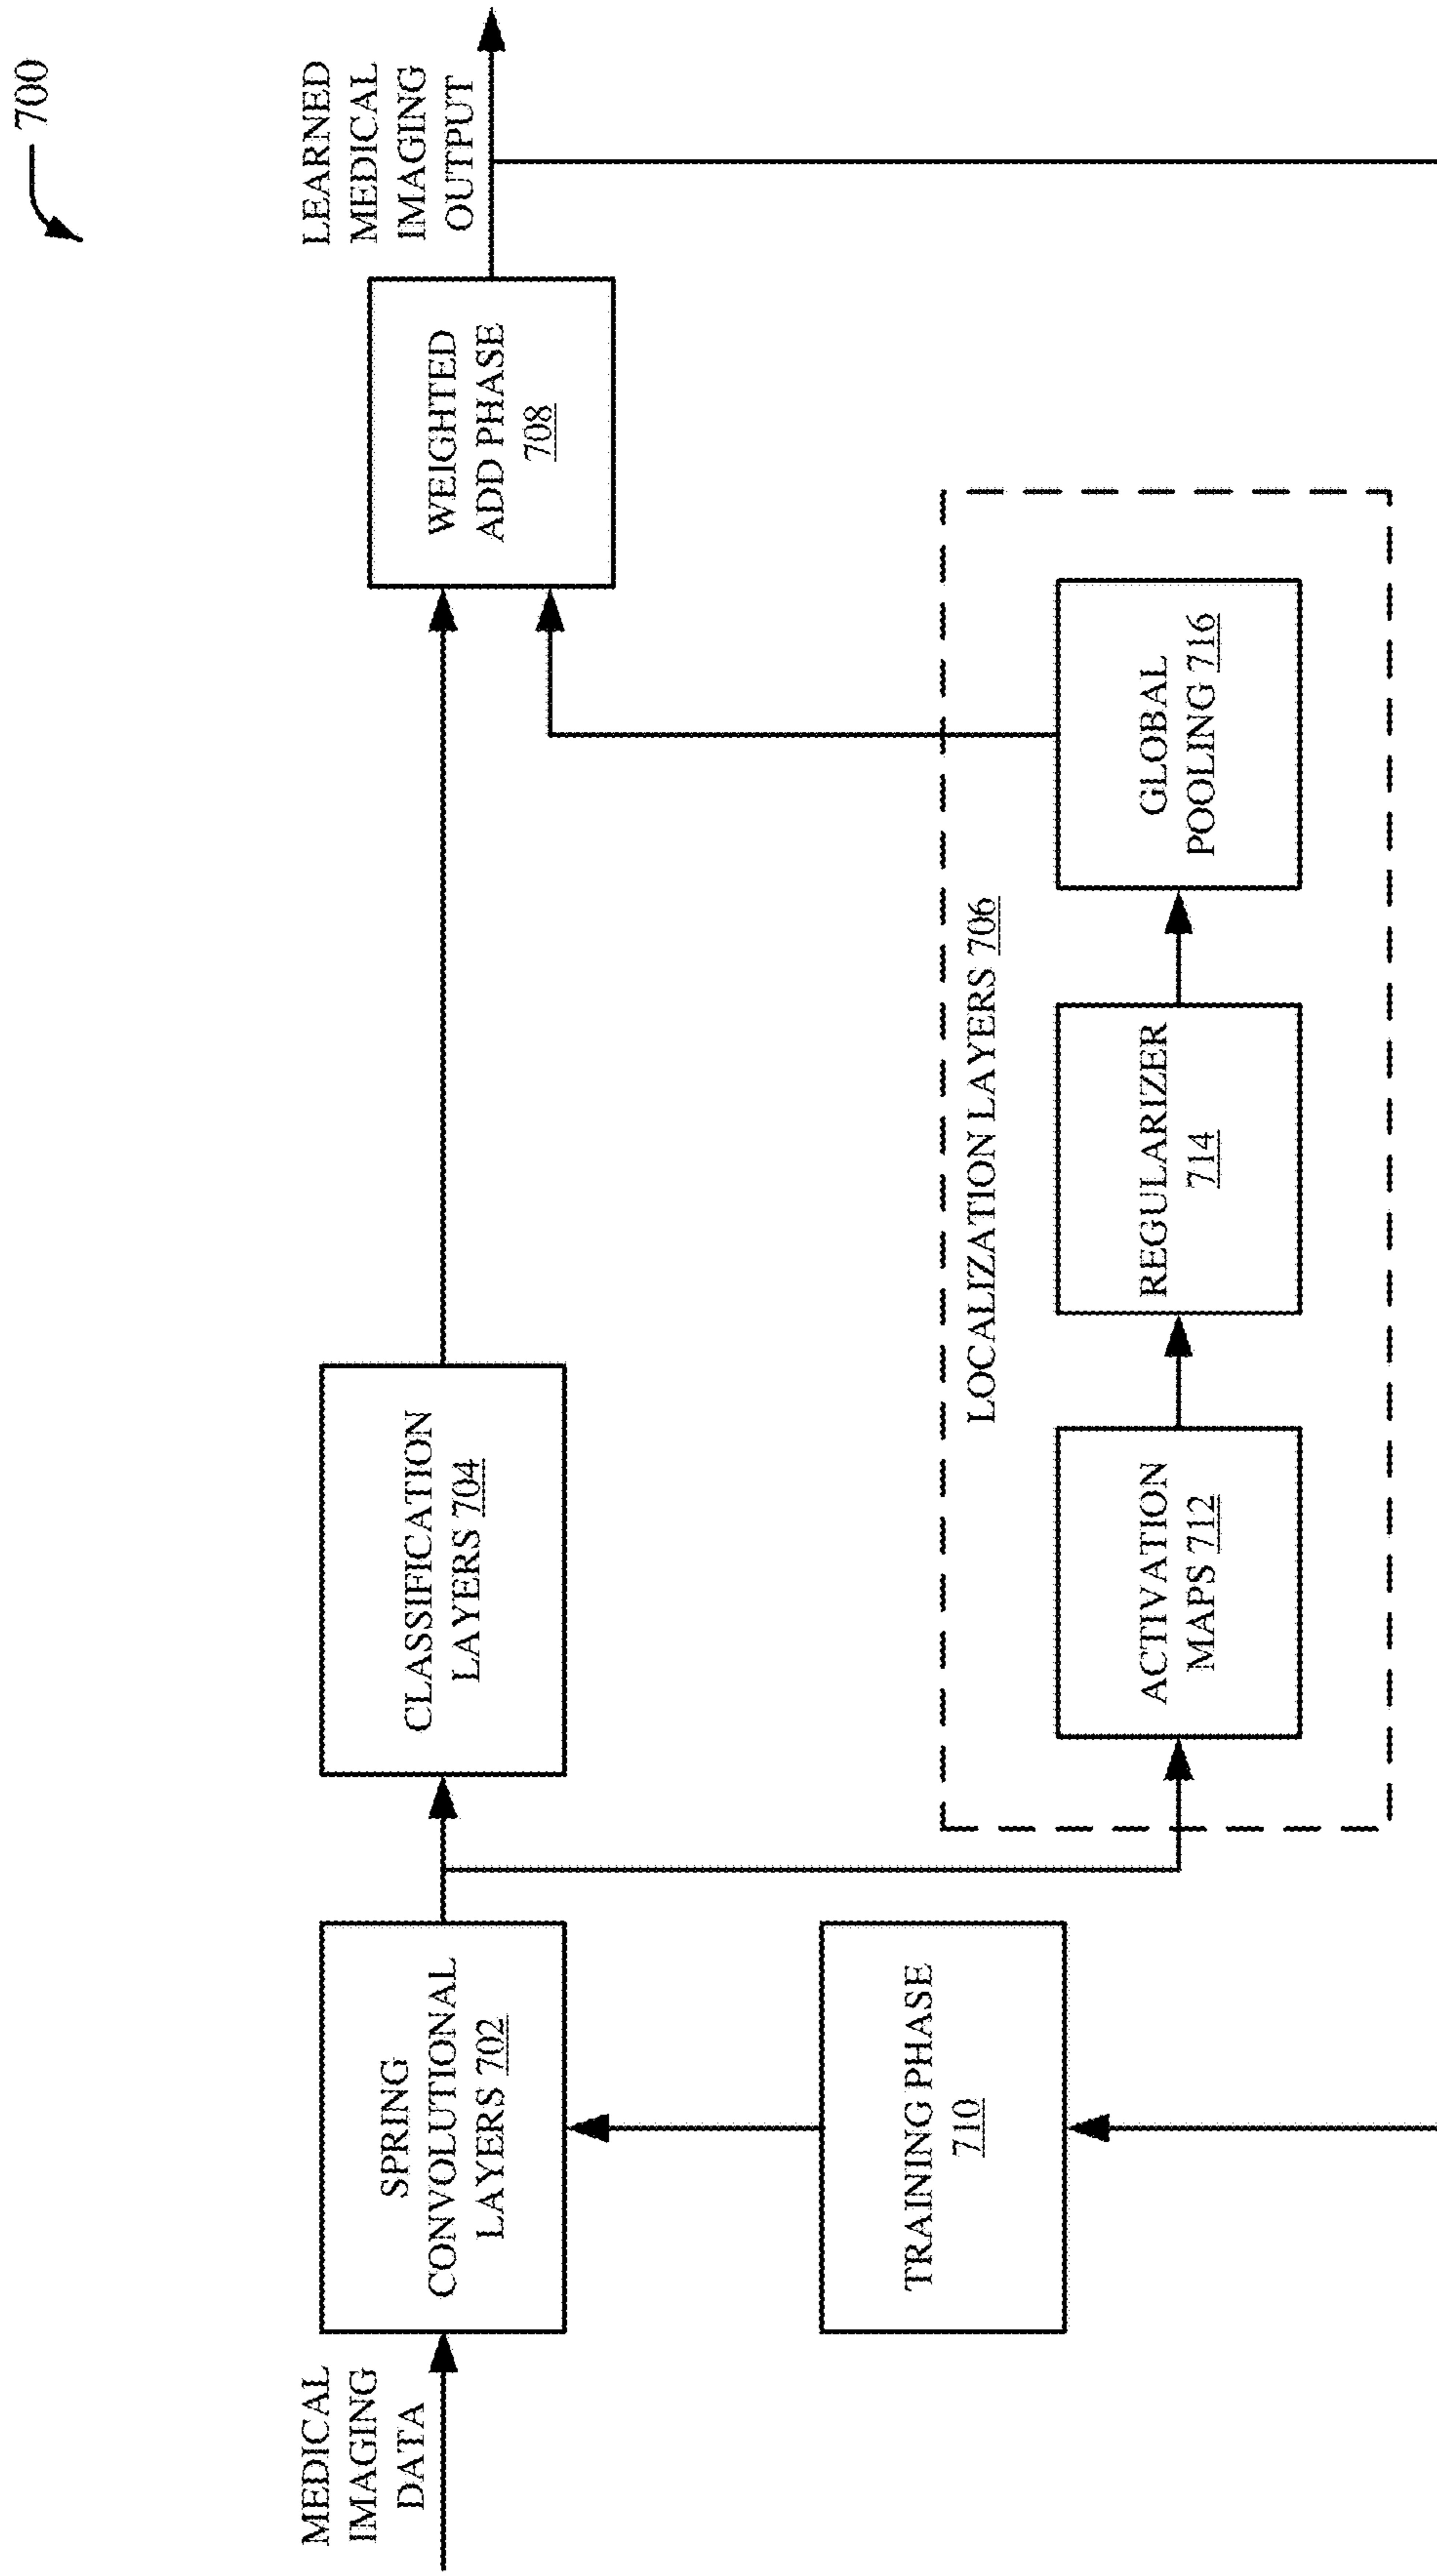 700
MEDICAL
IMAGING
DATA
SPRING
CONVOLUTIONAL
LAYERS 702
CLASSIFICATION
LAYERS 704
WEIGHTED
ADD PHASE
708
LEARNED
MEDICAL
IMAGING
OUTPUT
TRAINING PHASE
710
LOCALIZATION LAYERS 706
ACTIVATION
MAPS 712
REGULARIZER
714
GLOBAL
POOLING 716